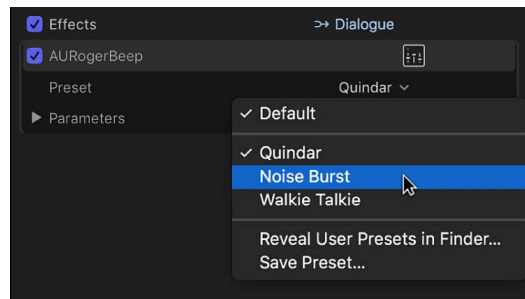 Effects
Dialogue
AURogerBeep
Preset
Quindar
Parameters
Default
Quindar
Noise Burst
Walkie Talkie
Reveal User Presets in Finder...
Save Preset...